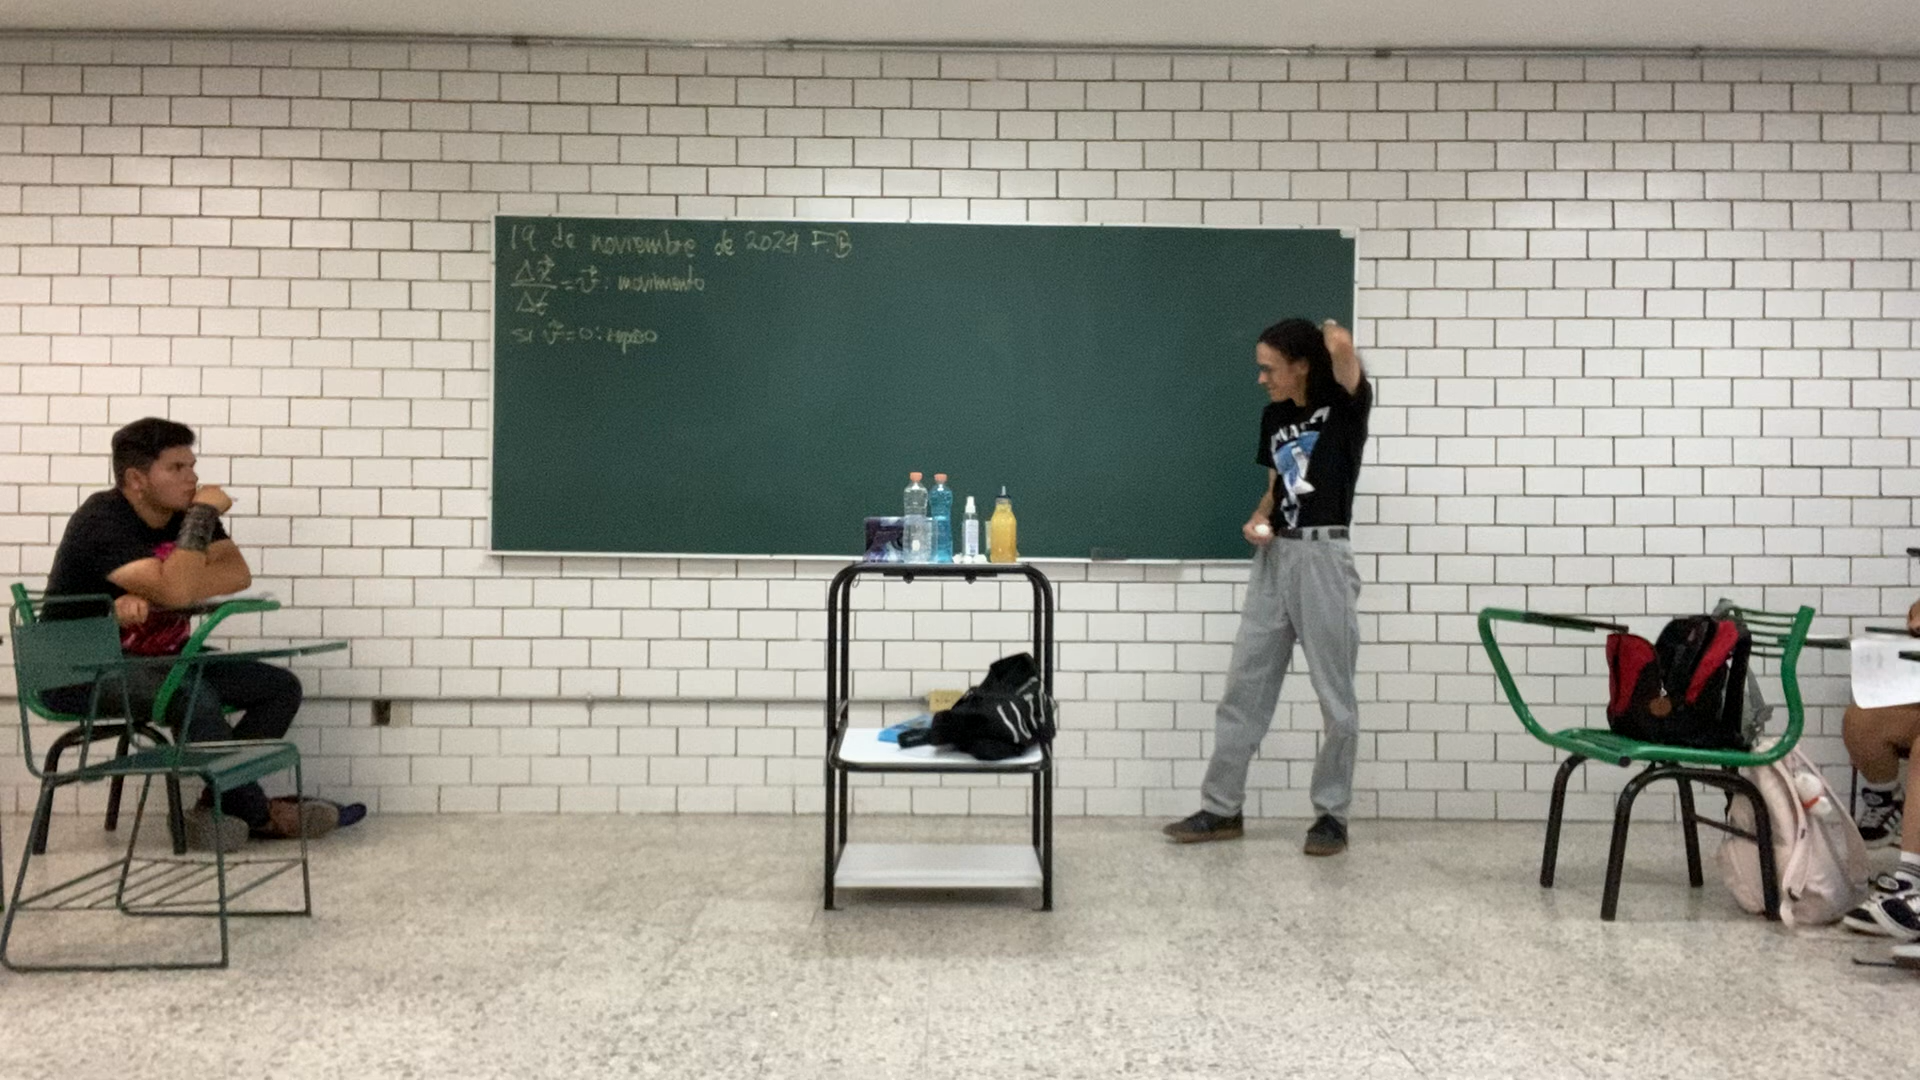 19 de noviembre de 2024 F.B
Δx⃗
Δt
= v⃗ : movimiento
si v⃗ = 0 : reposo